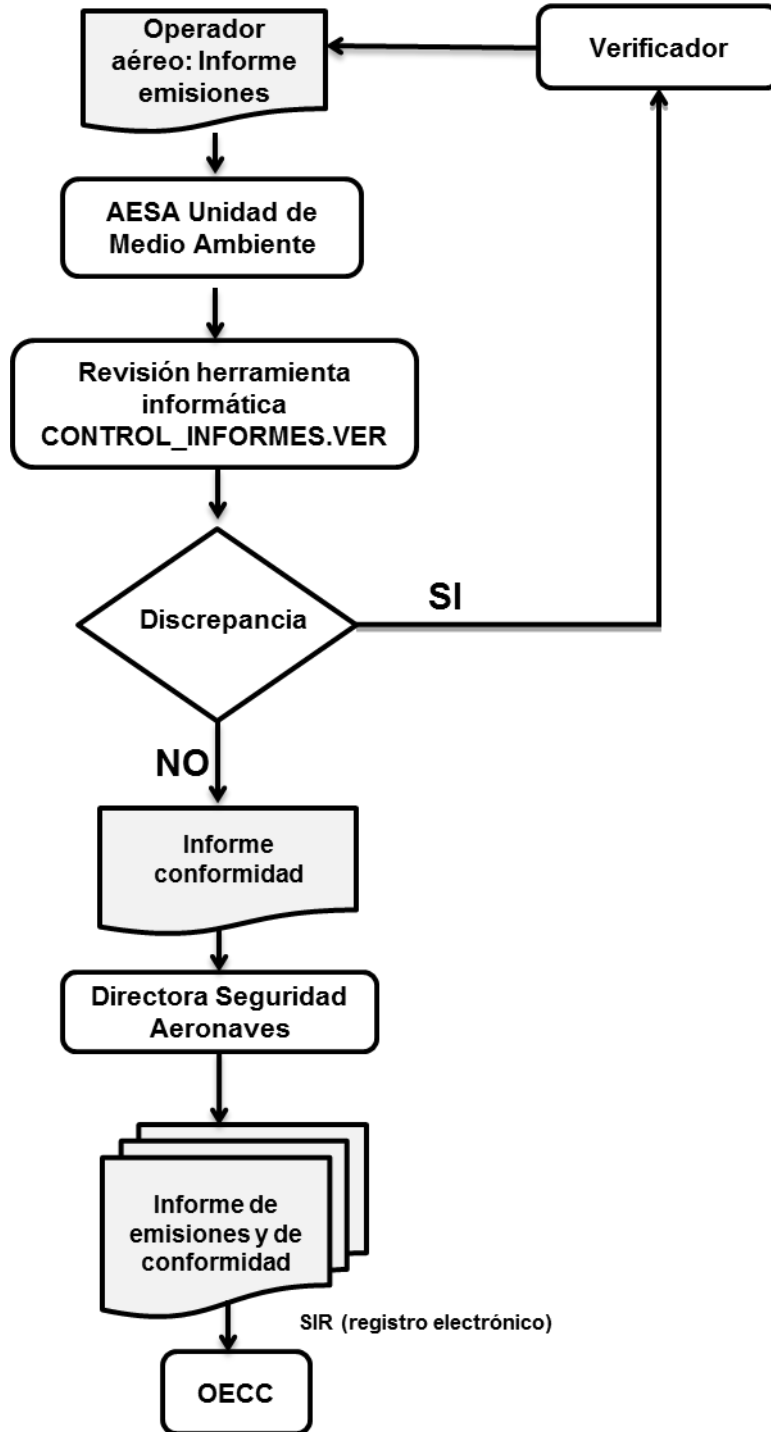 Operador
aéreo: Informe
emisiones
Verificador
AESA Unidad de
Medio Ambiente
Revisión herramienta
informática
CONTROL_INFORMES.VER
Discrepancia
SI
NO
Informe
conformidad
Directora Seguridad
Aeronaves
Informe de
emisiones y de
conformidad
SIR (registro electrónico)
OECC